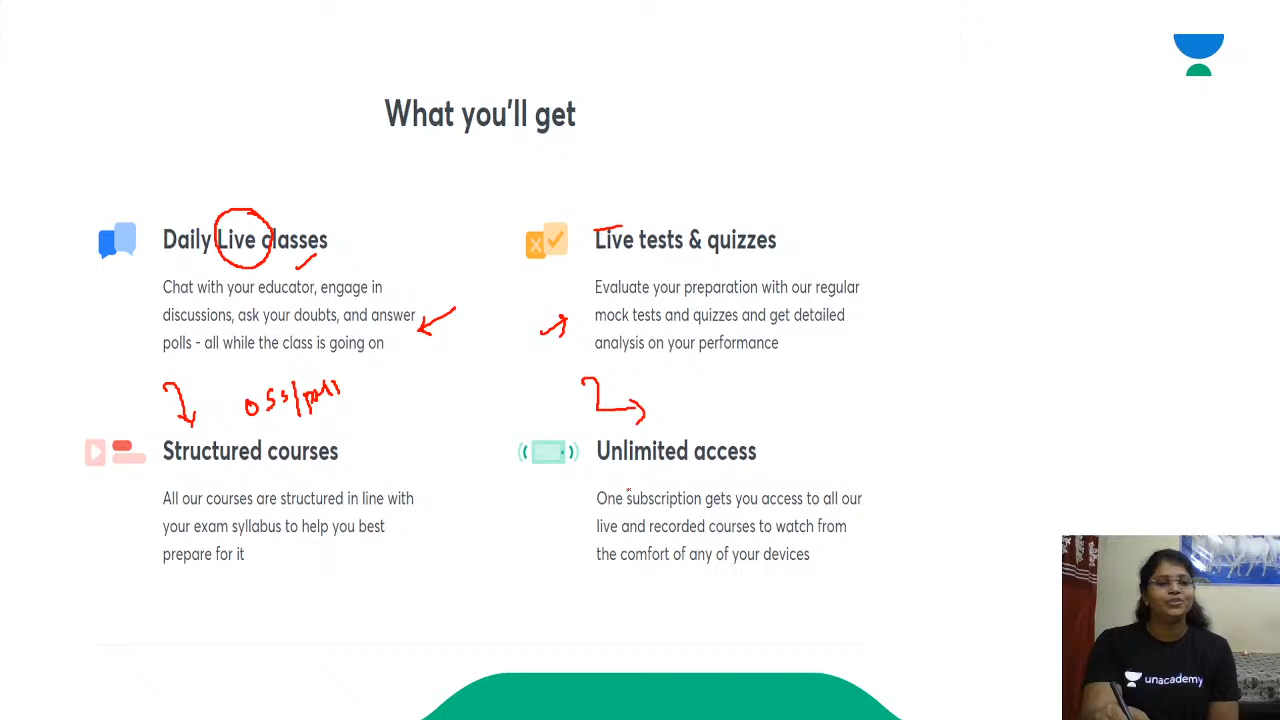 What you'll get
Daily Live classes
Chat with your educator, engage in
discussions, ask your doubts, and answer
polls - all while the class is going on
Live tests & quizzes
Evaluate your preparation with our regular
mock tests and quizzes and get detailed
analysis on your performance
Structured courses
All our courses are structured in line with
your exam syllabus to help you best
prepare for it
Unlimited access
One subscription gets you access to all our
live and recorded courses to watch from
the comfort of any of your devices
unacademy